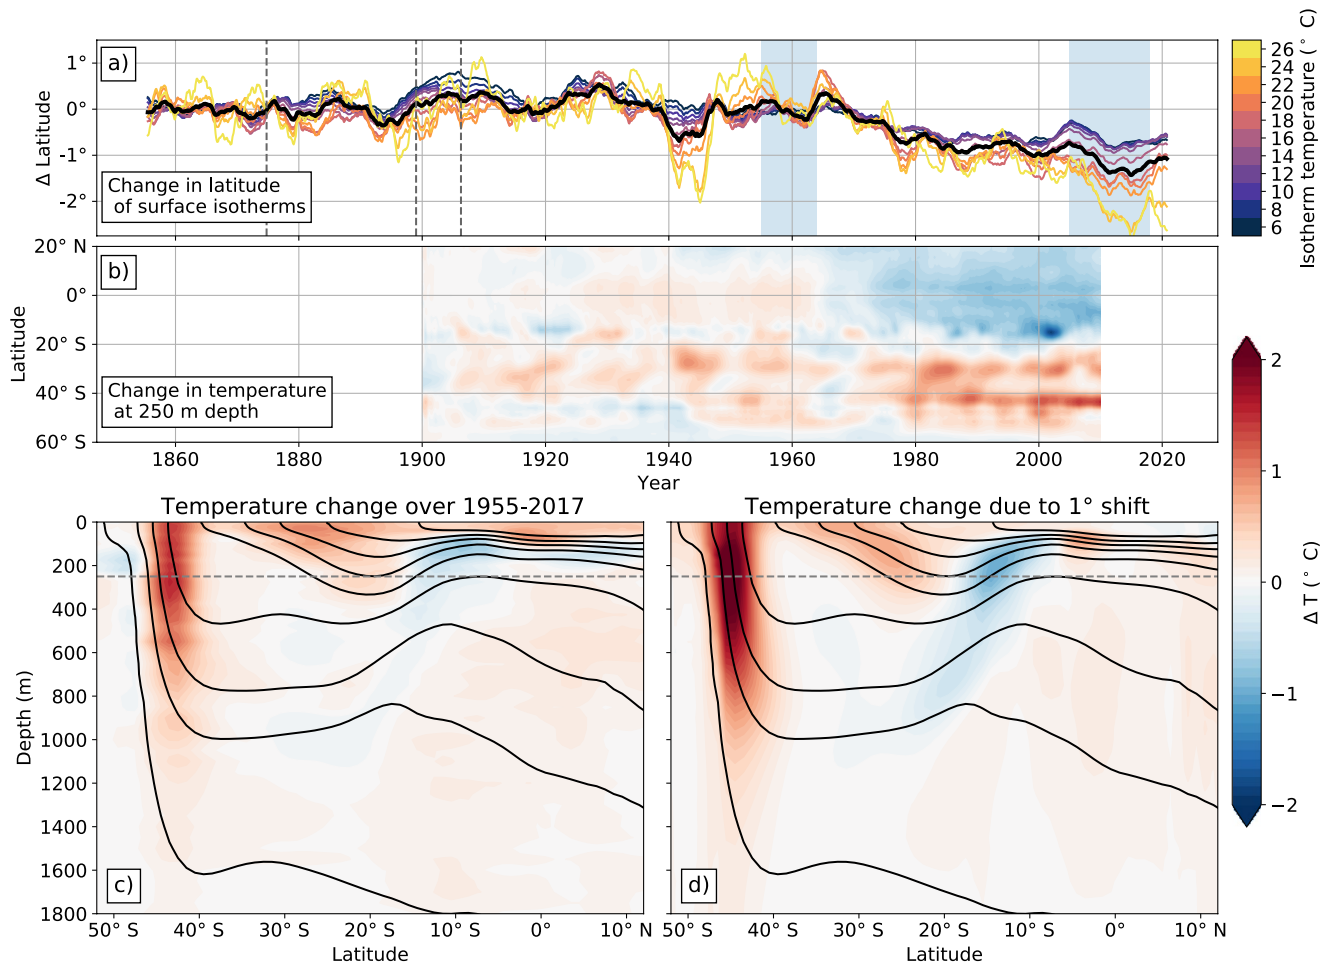 a)
1°
0°
-1°
-2°
Δ Latitude
Change in latitude
of surface isotherms
26
24
22
20
18
16
14
12
10
8
6
Isotherm temperature (° C)
b)
20° N
0°
20° S
40° S
60° S
Latitude
Change in temperature
at 250 m depth
1860
1880
1900
1920
1940
1960
1980
2000
2020
Year
2
1
0
−1
−2
Δ T (° C)
Temperature change over 1955-2017
0
200
400
600
800
1000
1200
1400
1600
1800
Depth (m)
c)
50° S
40° S
30° S
20° S
10° S
0°
10° N
Latitude
Temperature change due to 1° shift
d)
50° S
40° S
30° S
20° S
10° S
0°
10° N
Latitude